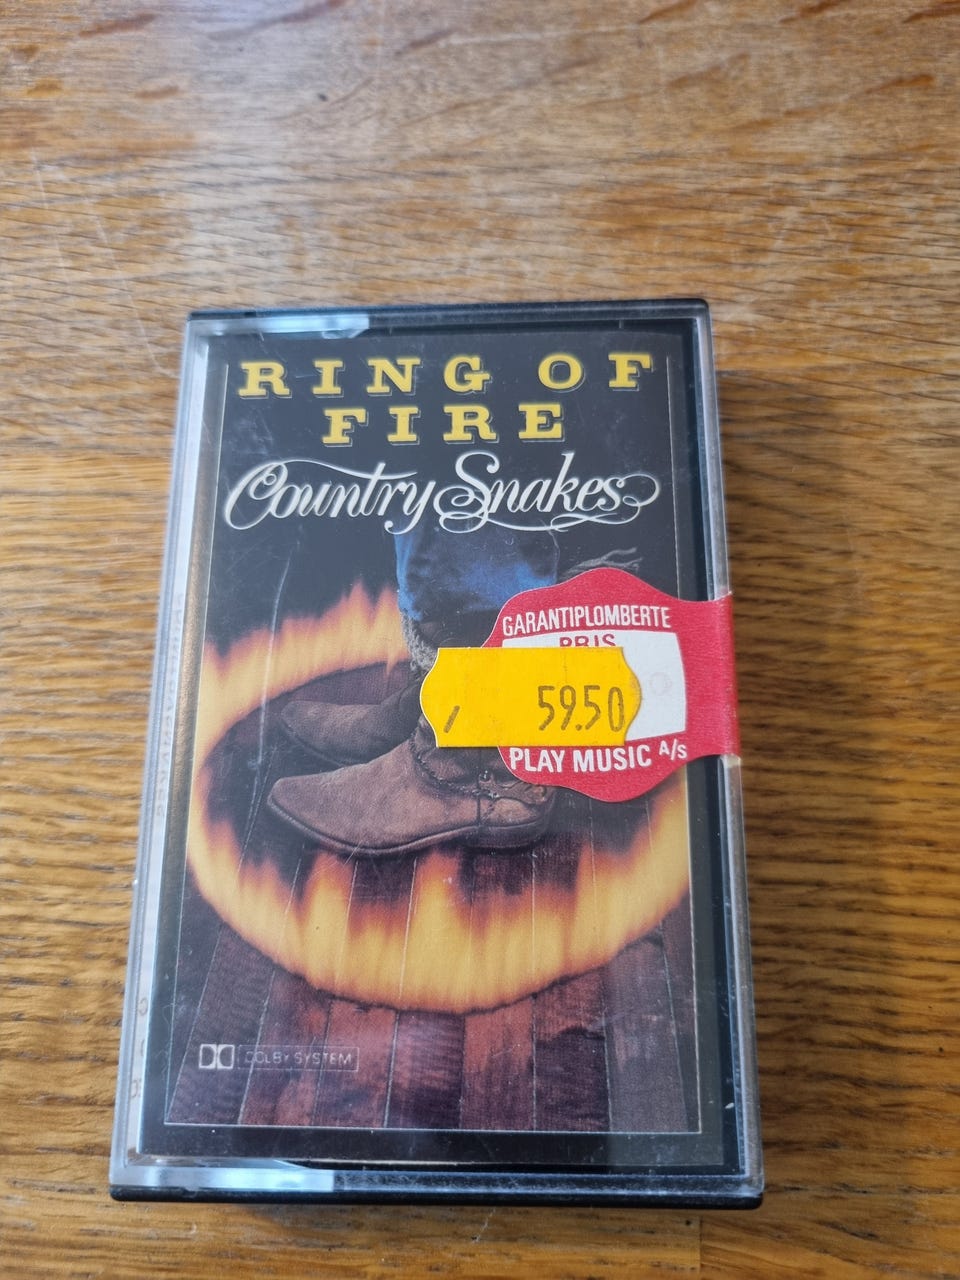 RING OF
FIRE
Country Snakes
GARANTIPLOMBERTE
PRIS
59.50
PLAY MUSIC A/s
DOLBY SYSTEM